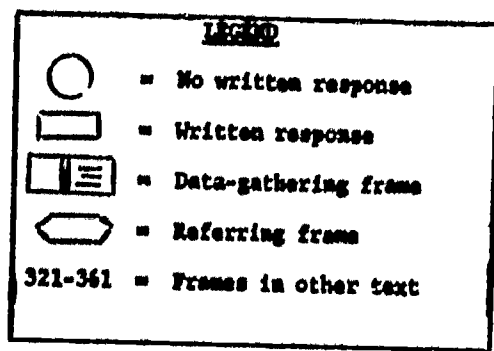 LEGEND
= No written response
= Written response
= Data-gathering frame
= Referring frame
321-361 = Frames in other text